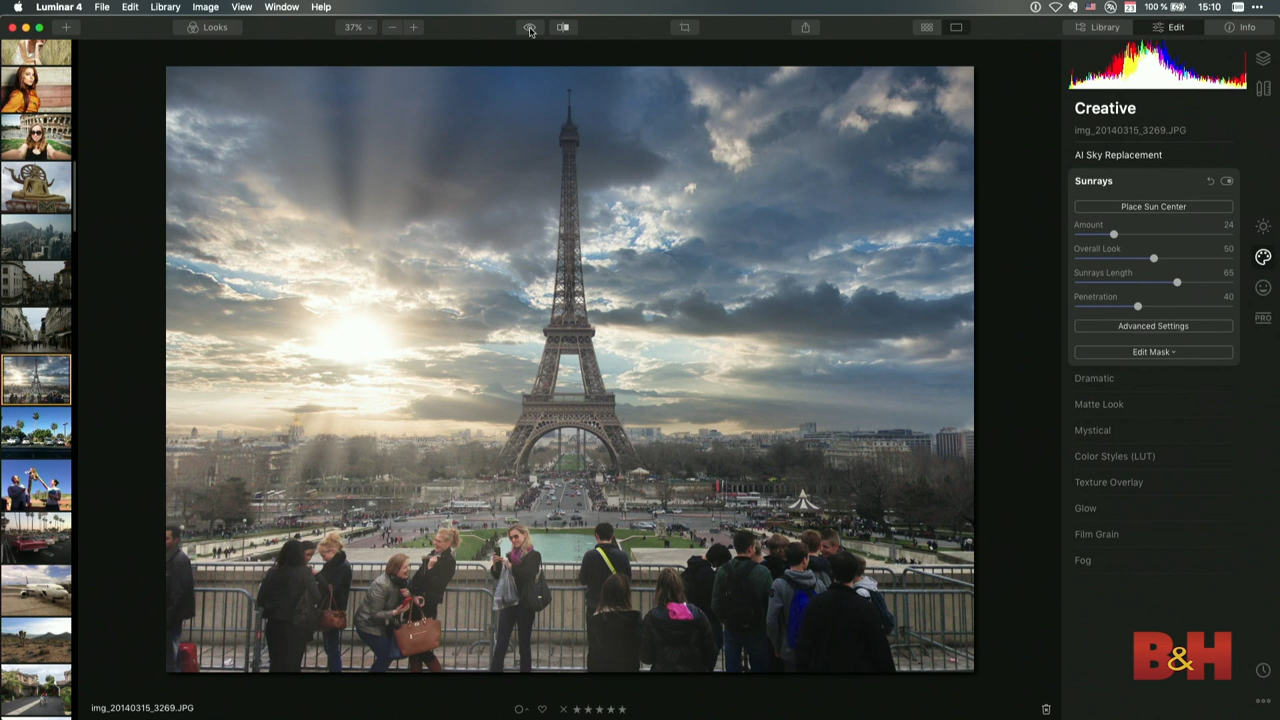 Luminar 4 File Edit Library Image View Window Help
100 % 23 15:10
Looks 37% Library Edit Info
Creative
img_20140315_3269.JPG
AI Sky Replacement
Sunrays
Place Sun Center
Amount 24
Overall Look 50
Sunrays Length 65
Penetration 40
Advanced Settings
Edit Mask
Dramatic
Matte Look
Mystical
Color Styles (LUT)
Texture Overlay
Glow
Film Grain
Fog
PRO
B&H
img_20140315_3269.JPG